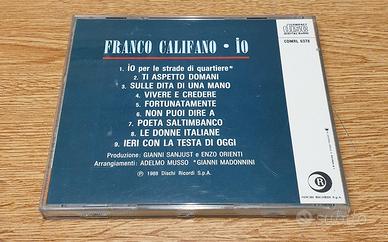 COMPACT
disc
DIGITAL AUDIO
CDMRL 6378
FRANCO CALIFANO • io
1. io per le strade di quartiere*
2. TI ASPETTO DOMANI
3. SULLE DITA DI UNA MANO
4. VIVERE E CREDERE
5. FORTUNATAMENTE
6. NON PUOI DIRE A
7. POETA SALTIMBANCO
8. LE DONNE ITALIANE
9. IERI CON LA TESTA DI OGGI
Produzione: GIANNI SANJUST e ENZO ORIENTI
Arrangiamenti: ADELMO MUSSO *GIANNI MADONNINI
℗ 1988 Dischi Ricordi S.p.A.
R
subito